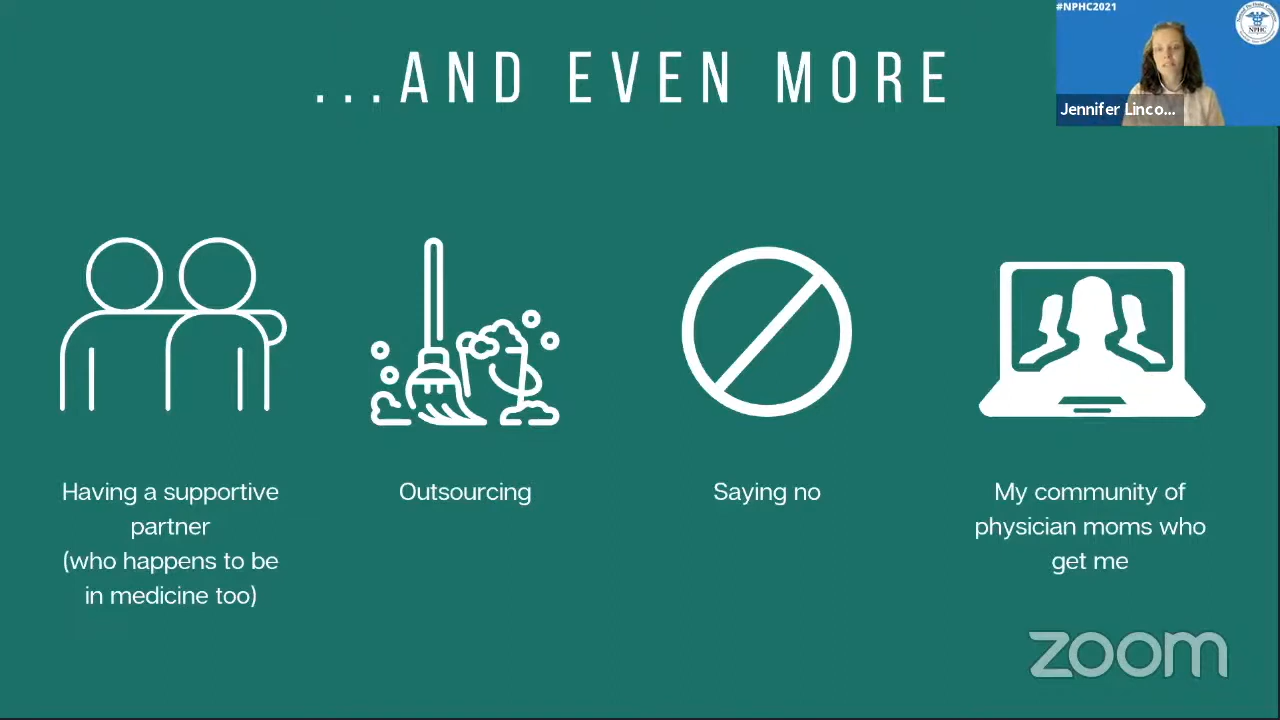 #NPHC2021
...AND EVEN MORE
NPHC
Jennifer Linco...
Having a supportive
partner
(who happens to be
in medicine too)
Outsourcing
Saying no
My community of
physician moms who
get me
zoom